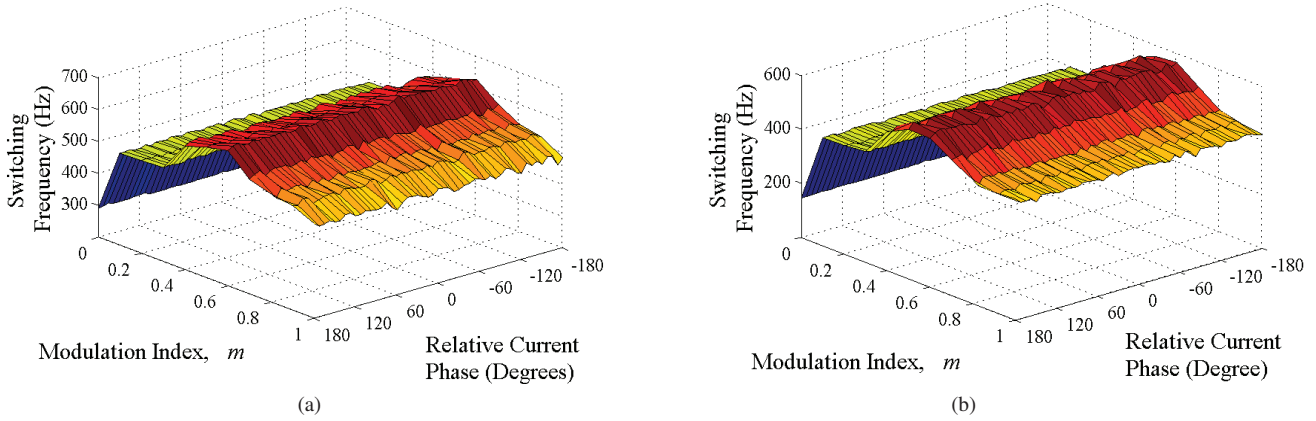 700
600
500
400
300
Switching
Frequency (Hz)
0
0.2
0.4
0.6
0.8
1
180
120
60
0
-60
-120
-180
Modulation Index, m
Relative Current
Phase (Degrees)
(a)
600
400
200
Switching
Frequency (Hz)
0
0.2
0.4
0.6
0.8
1
180
120
60
0
-60
-120
-180
Modulation Index, m
Relative Current
Phase (Degree)
(b)